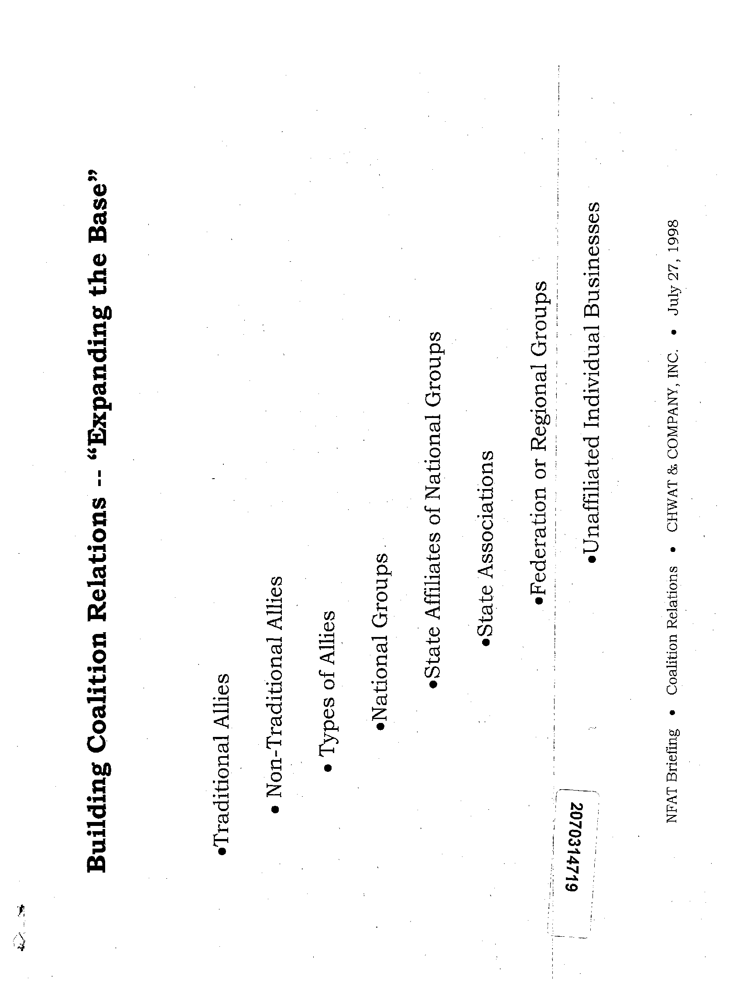 Building Coalition Relations -- “Expanding the Base”
•Traditional Allies
• Non-Traditional Allies
• Types of Allies
•National Groups
•State Affiliates of National Groups
•State Associations
•Federation or Regional Groups
•Unaffiliated Individual Businesses
NFAT Briefing • Coalition Relations • CHWAT & COMPANY, INC. • July 27, 1998
2070314719